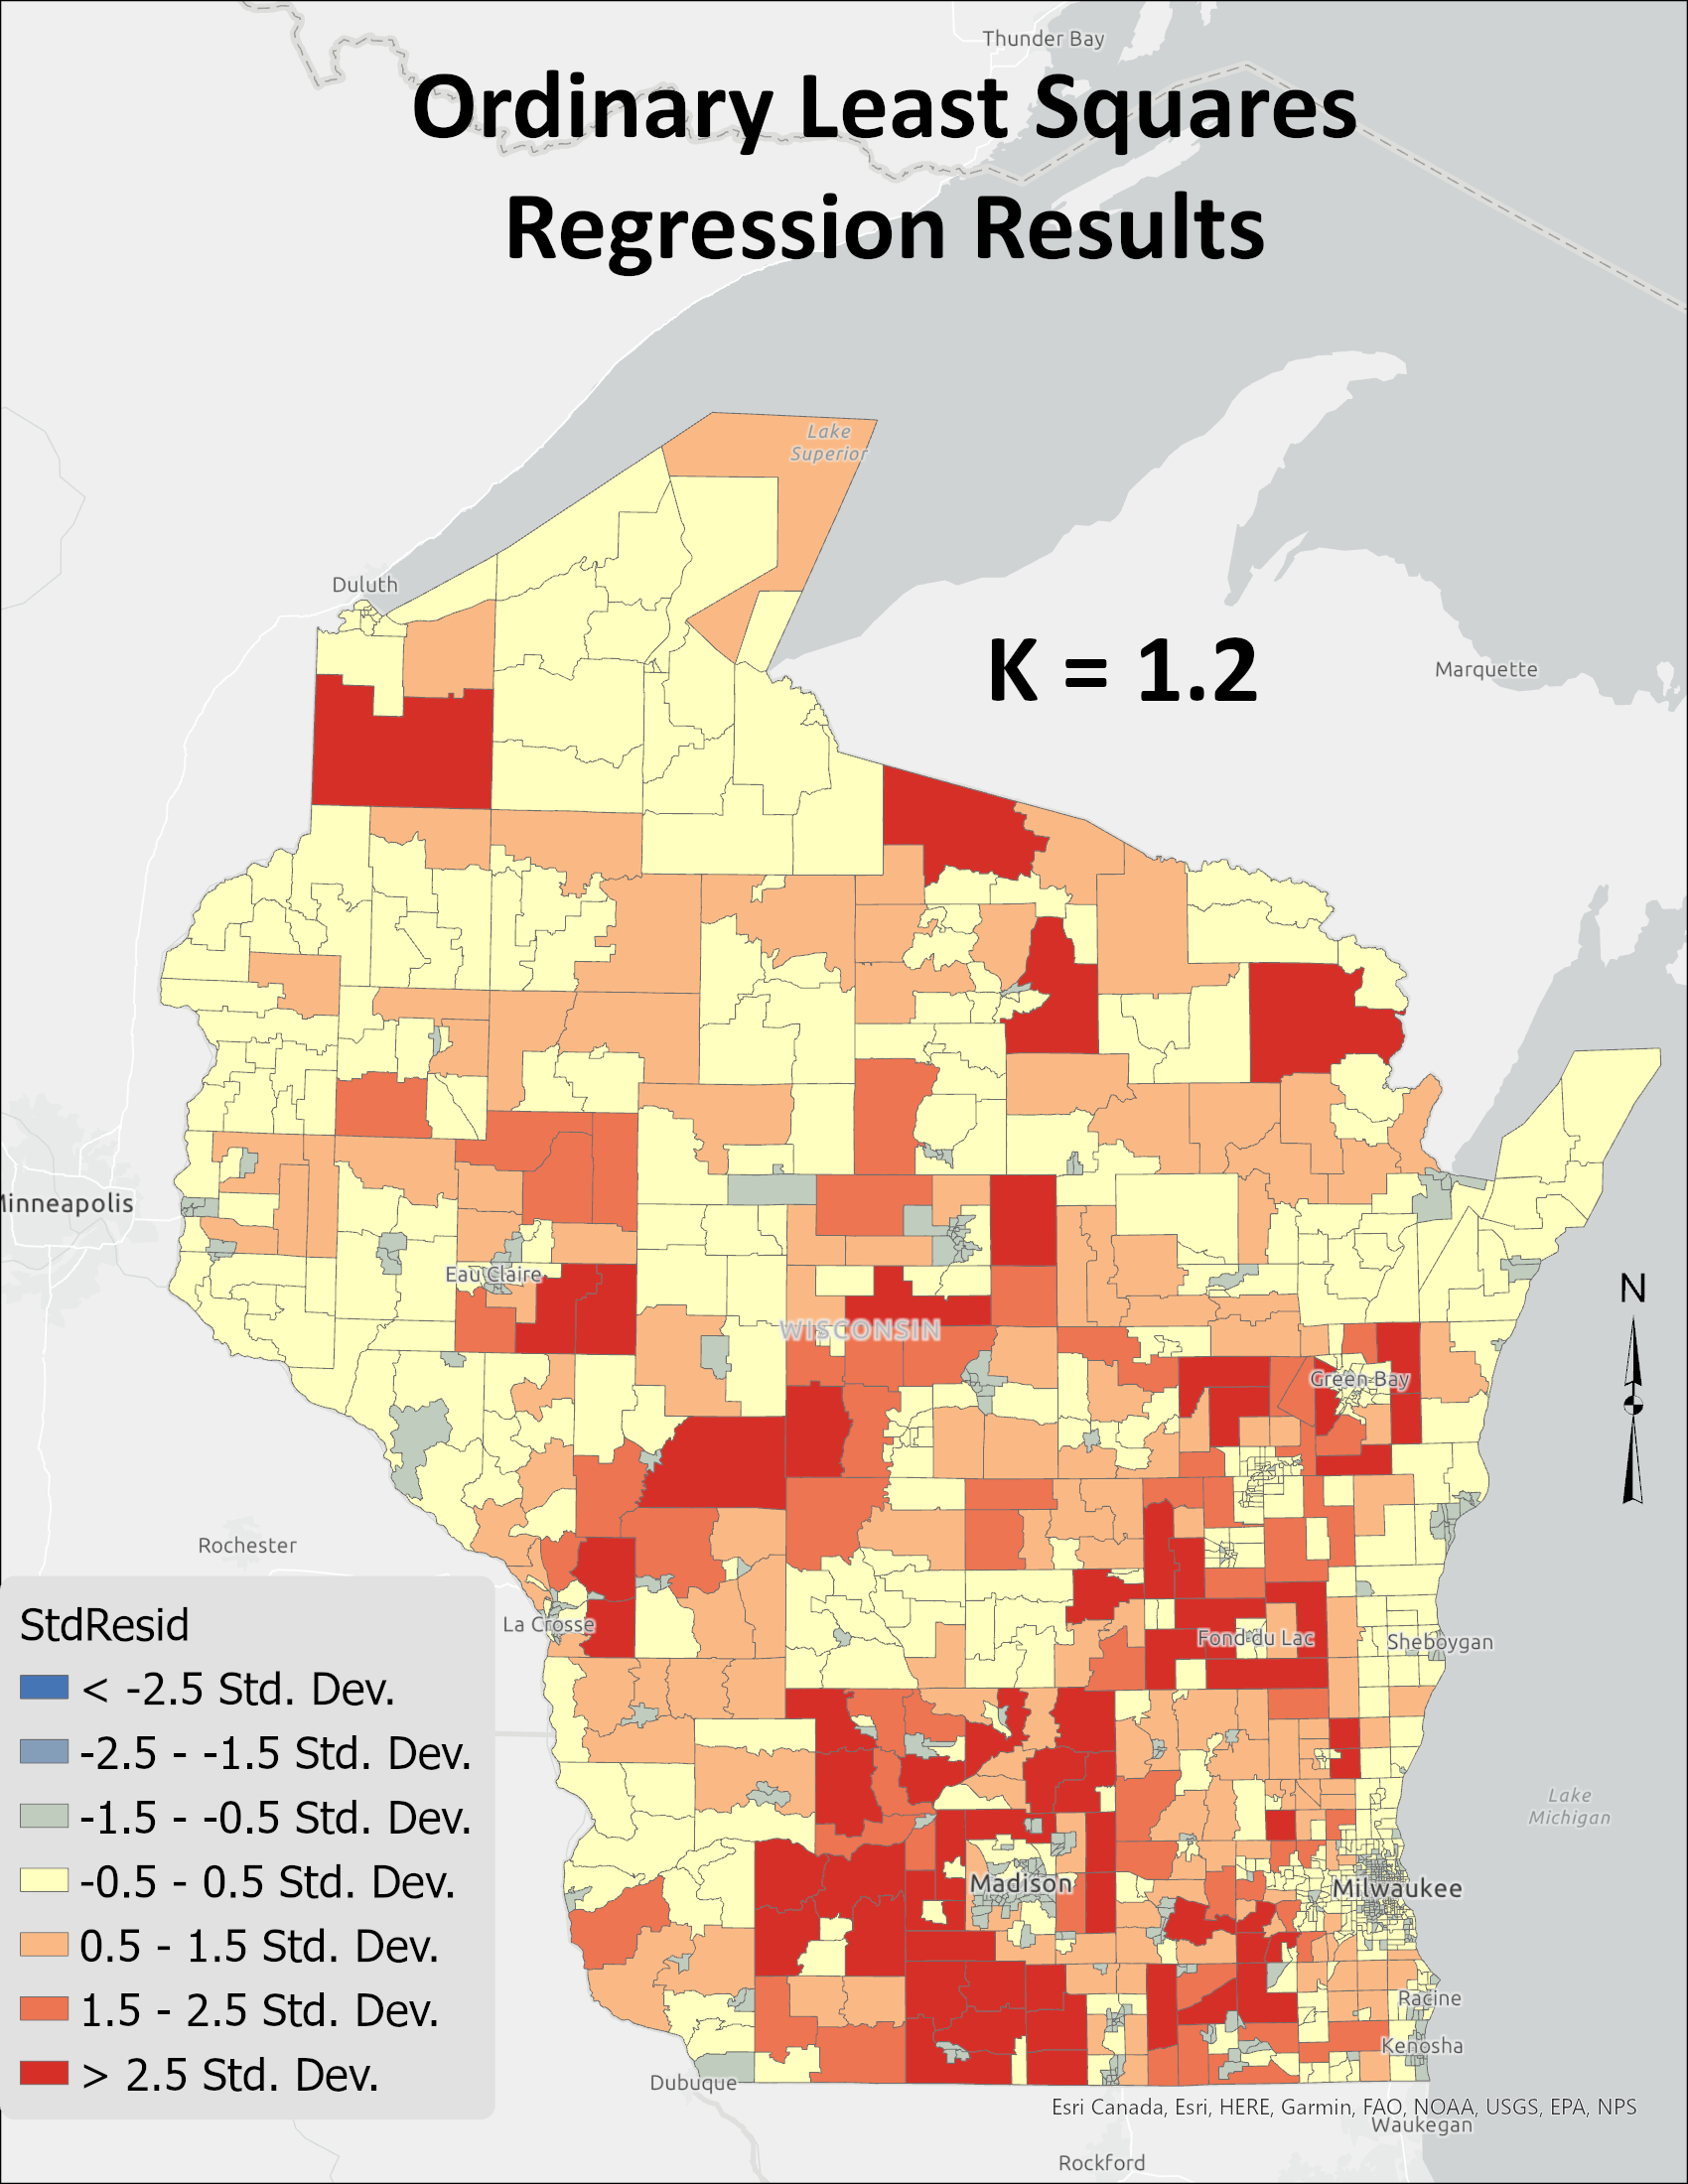 Thunder Bay
Ordinary Least Squares
Regression Results
Lake
Superior
Duluth
K = 1.2
Marquette
Minneapolis
Eau Claire
WISCONSIN
N
Green Bay
Rochester
StdResid
La Crosse
Fond du Lac
Sheboygan
< -2.5 Std. Dev.
-2.5 - -1.5 Std. Dev.
-1.5 - -0.5 Std. Dev.
-0.5 - 0.5 Std. Dev.
0.5 - 1.5 Std. Dev.
1.5 - 2.5 Std. Dev.
> 2.5 Std. Dev.
Lake
Michigan
Madison
Milwaukee
Racine
Kenosha
Dubuque
Esri Canada, Esri, HERE, Garmin, FAO, NOAA, USGS, EPA, NPS
Waukegan
Rockford